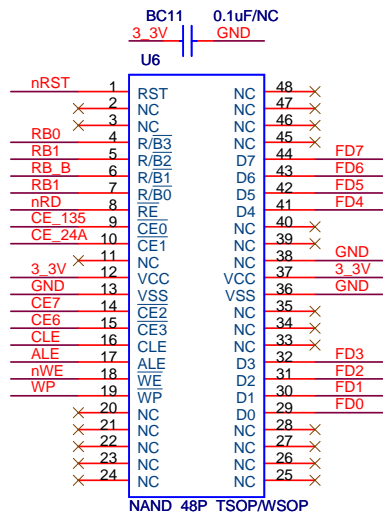 BC11 0.1uF/NC
3_3V GND
U6
nRST 1 RST NC 48
2 NC NC 47
3 NC NC 46
RB0 4 R/B3 NC 45
RB1 5 R/B2 D7 44 FD7
RB_B 6 R/B1 D6 43 FD6
RB1 7 R/B0 D5 42 FD5
nRD 8 RE D4 41 FD4
CE_135 9 CE0 NC 40
CE_24A 10 CE1 NC 39
11 NC NC 38 GND
3_3V 12 VCC VCC 37 3_3V
GND 13 VSS VSS 36 GND
CE7 14 CE2 NC 35
CE6 15 CE3 NC 34
CLE 16 CLE NC 33
ALE 17 ALE D3 32 FD3
nWE 18 WE D2 31 FD2
WP 19 WP D1 30 FD1
20 NC D0 29 FD0
21 NC NC 28
22 NC NC 27
23 NC NC 26
24 NC NC 25
NAND 48P TSOP/WSOP